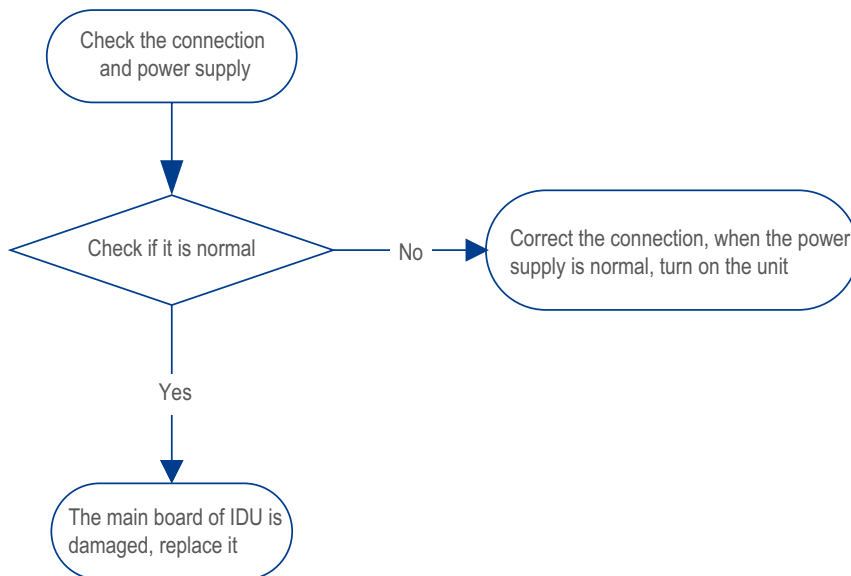 Check the connection
and power supply
Check if it is normal
No
Correct the connection, when the power
supply is normal, turn on the unit
Yes
The main board of IDU is
damaged, replace it